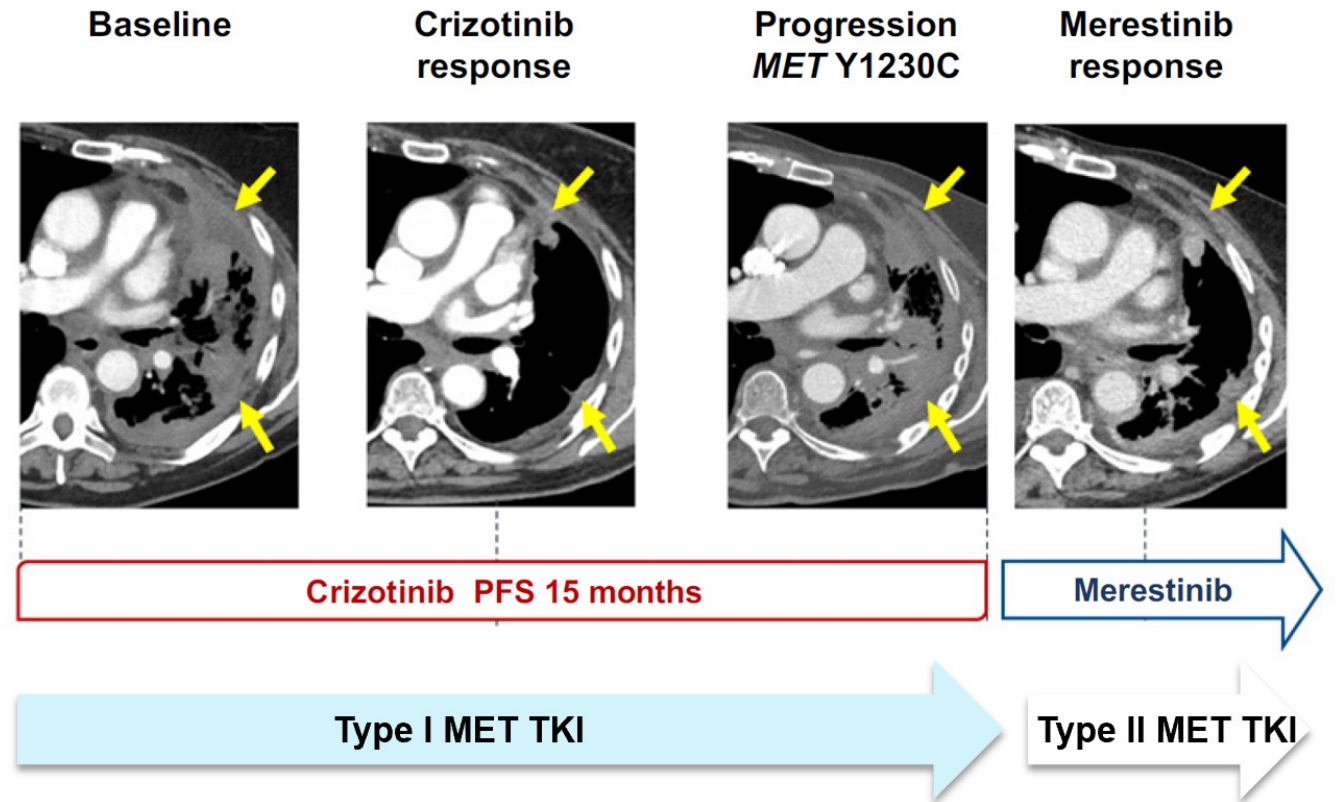 Baseline
Crizotinib
response
Progression
MET Y1230C
Merestinib
response
Crizotinib PFS 15 months
Merestinib
Type I MET TKI
Type II MET TKI